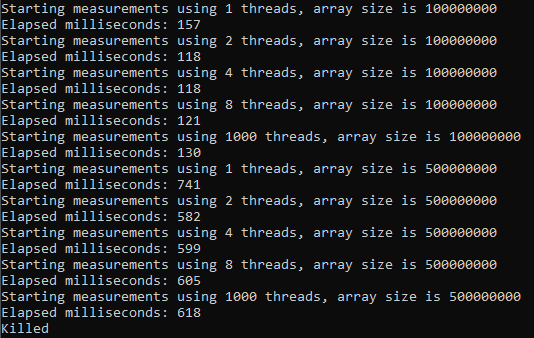 Starting measurements using 1 threads, array size is 100000000
Elapsed milliseconds: 157
Starting measurements using 2 threads, array size is 100000000
Elapsed milliseconds: 118
Starting measurements using 4 threads, array size is 100000000
Elapsed milliseconds: 118
Starting measurements using 8 threads, array size is 100000000
Elapsed milliseconds: 121
Starting measurements using 1000 threads, array size is 100000000
Elapsed milliseconds: 130
Starting measurements using 1 threads, array size is 500000000
Elapsed milliseconds: 741
Starting measurements using 2 threads, array size is 500000000
Elapsed milliseconds: 582
Starting measurements using 4 threads, array size is 500000000
Elapsed milliseconds: 599
Starting measurements using 8 threads, array size is 500000000
Elapsed milliseconds: 605
Starting measurements using 1000 threads, array size is 500000000
Elapsed milliseconds: 618
Killed